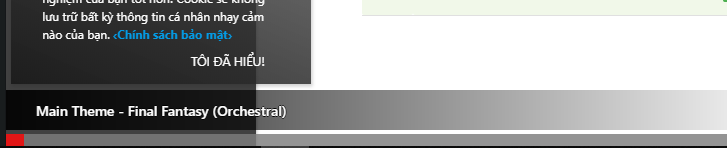 nghiệm của bạn tốt hơn. Cookie sẽ không
lưu trữ bất kỳ thông tin cá nhân nhạy cảm
nào của bạn. ‹Chính sách bảo mật›
TÔI ĐÃ HIỂU!
Main Theme - Final Fantasy (Orchestral)